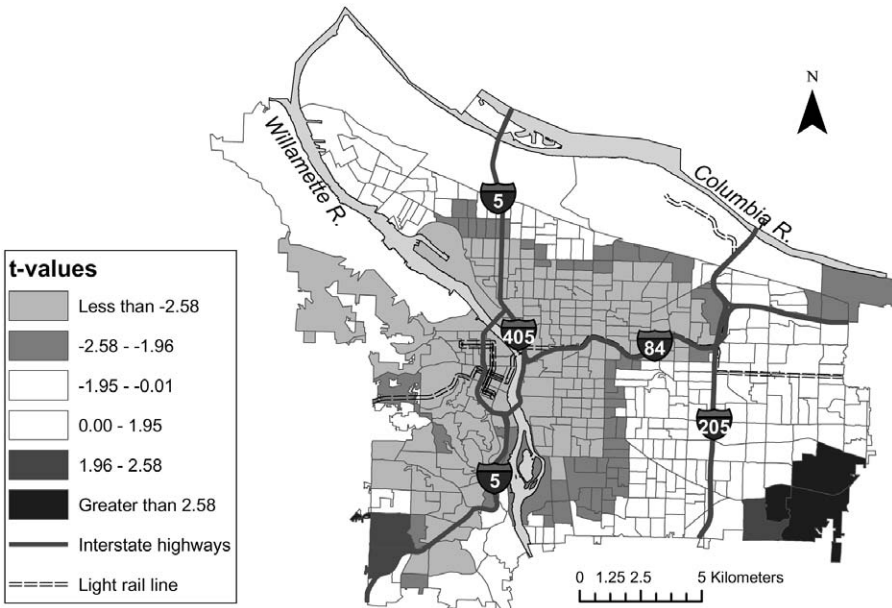 N
Willamette R.
Columbia R.
5
405
84
205
5
t-values
Less than -2.58
-2.58 - -1.96
-1.95 - -0.01
0.00 - 1.95
1.96 - 2.58
Greater than 2.58
Interstate highways
Light rail line
0 1.25 2.5 5 Kilometers